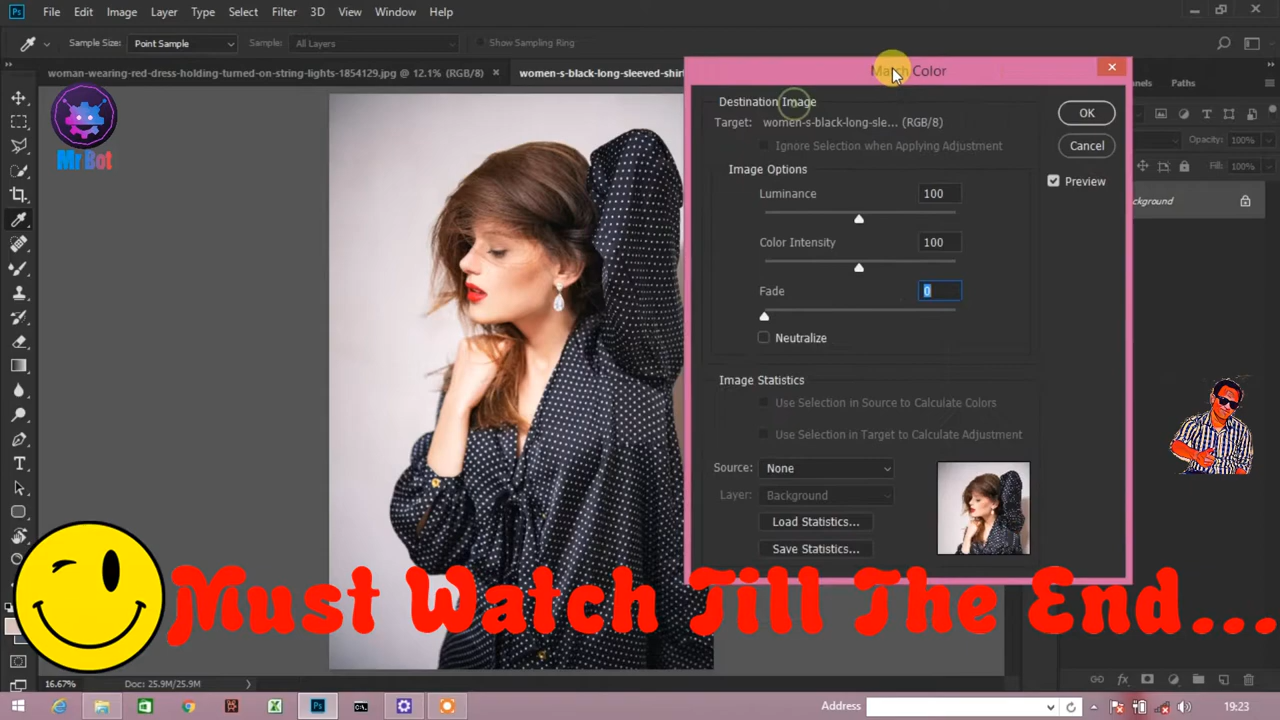 Ps File Edit Image Layer Type Select Filter 3D View Window Help
Sample Size: Point Sample Sample: All Layers Show Sampling Ring
woman-wearing-red-dress-holding-turned-on-string-lights-1854129.jpg @ 12.1% (RGB/8) × women-s-black-long-sleeved-shirt
Match Color
Paths
Destination Image
Target: women-s-black-long-sle... (RGB/8)
OK
Ignore Selection when Applying Adjustment
Cancel
Opacity: 100%
Image Options
Fill: 100%
Preview
Luminance 100
Color Intensity 100
Fade 0
Neutralize
Image Statistics
Use Selection in Source to Calculate Colors
Use Selection in Target to Calculate Adjustment
Source: None
Layer: Background
Load Statistics...
Save Statistics...
Mr Bot
Must Watch Till The End...
16.67% Doc: 25.9M/25.9M
Address
19:23